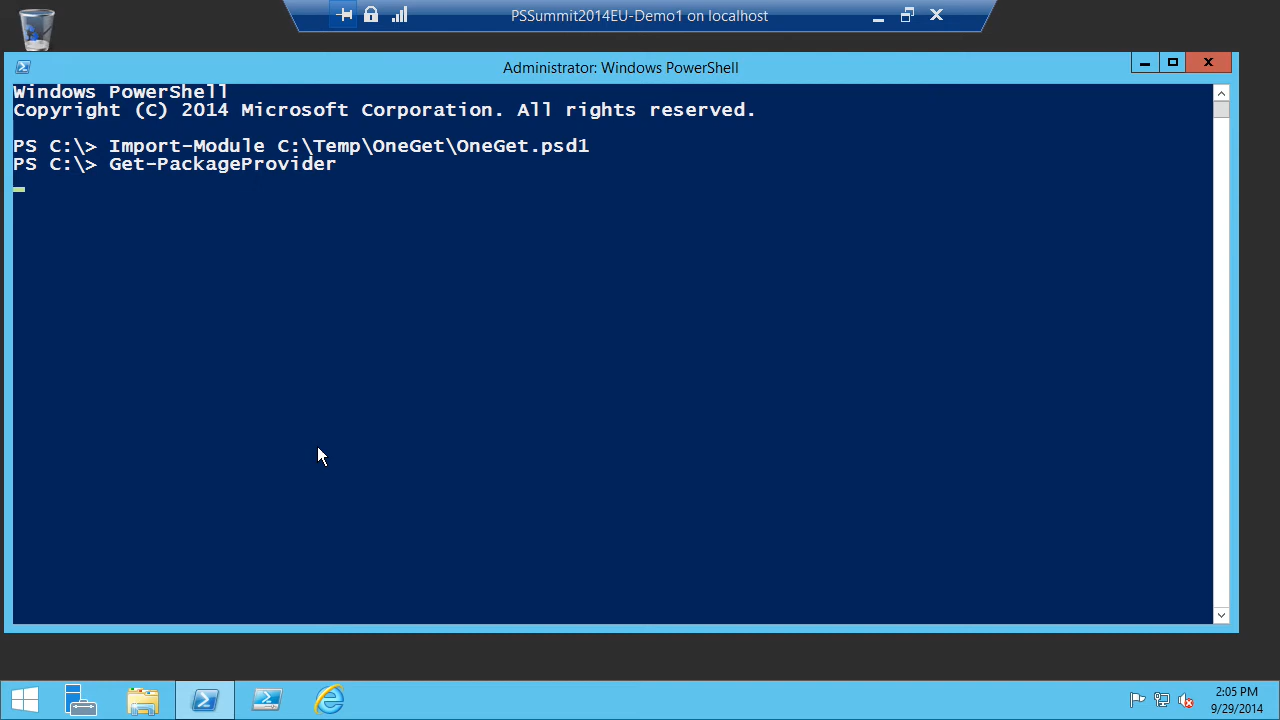 PSSummit2014EU-Demo1 on localhost
Administrator: Windows PowerShell
Windows PowerShell
Copyright (C) 2014 Microsoft Corporation. All rights reserved.
PS C:\> Import-Module C:\Temp\OneGet\OneGet.psd1
PS C:\> Get-PackageProvider
2:05 PM
9/29/2014